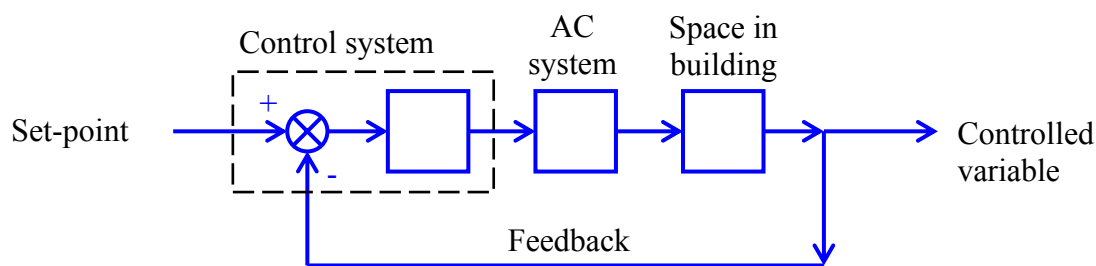 Control system
AC
system
Space in
building
Set-point
+
-
Controlled
variable
Feedback